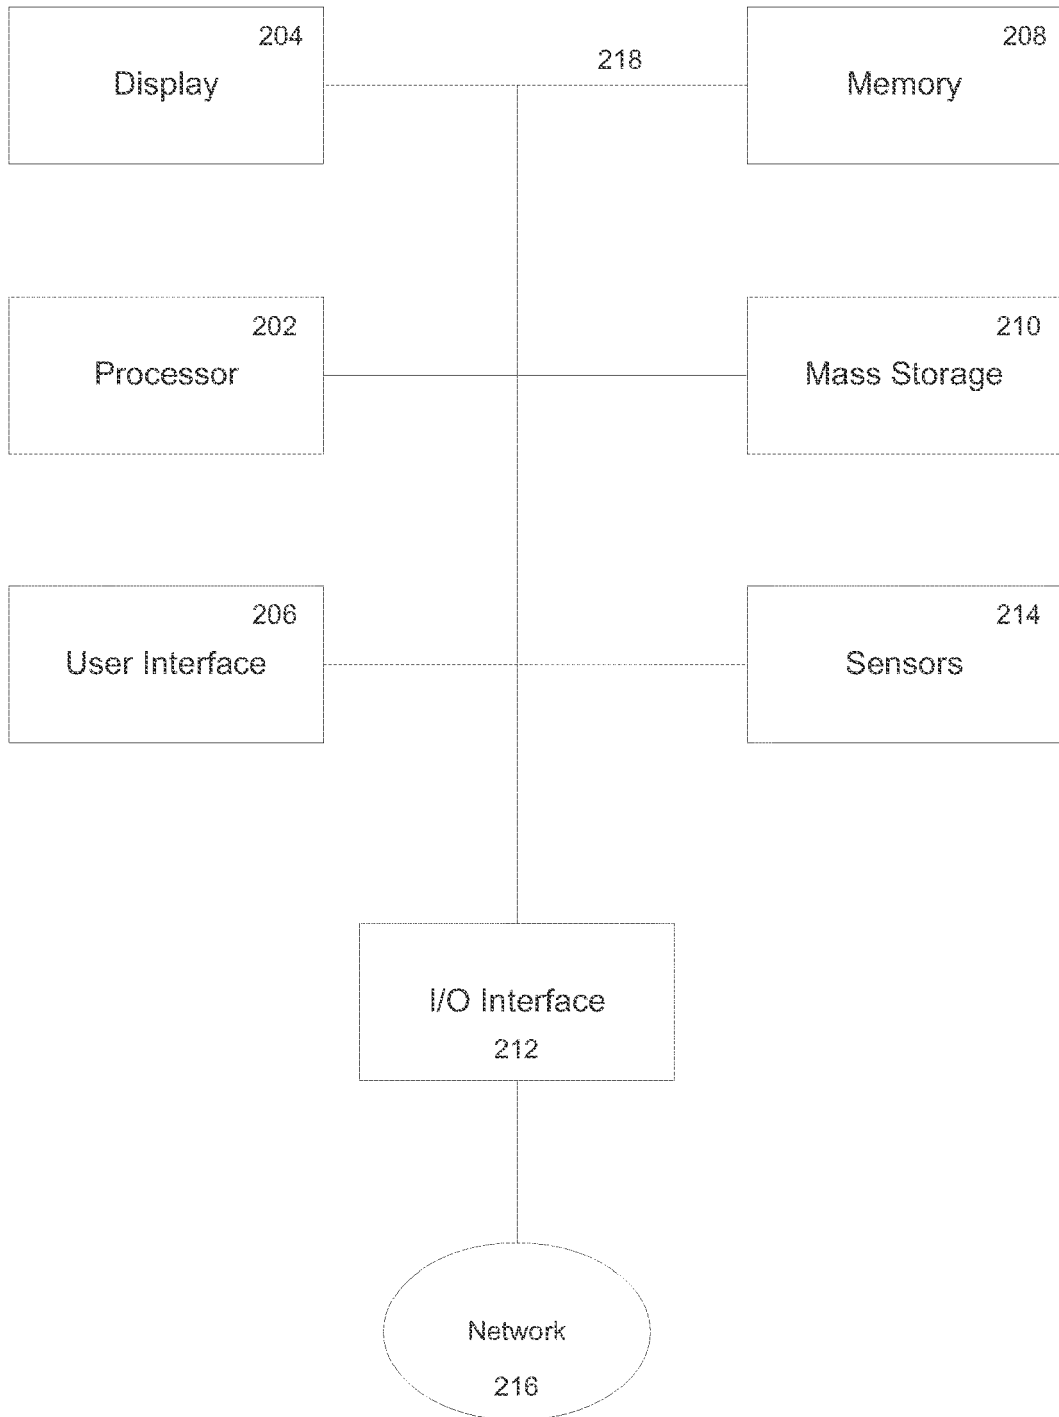 204
Display
218
208
Memory
202
Processor
210
Mass Storage
206
User Interface
214
Sensors
I/O Interface
212
Network
216